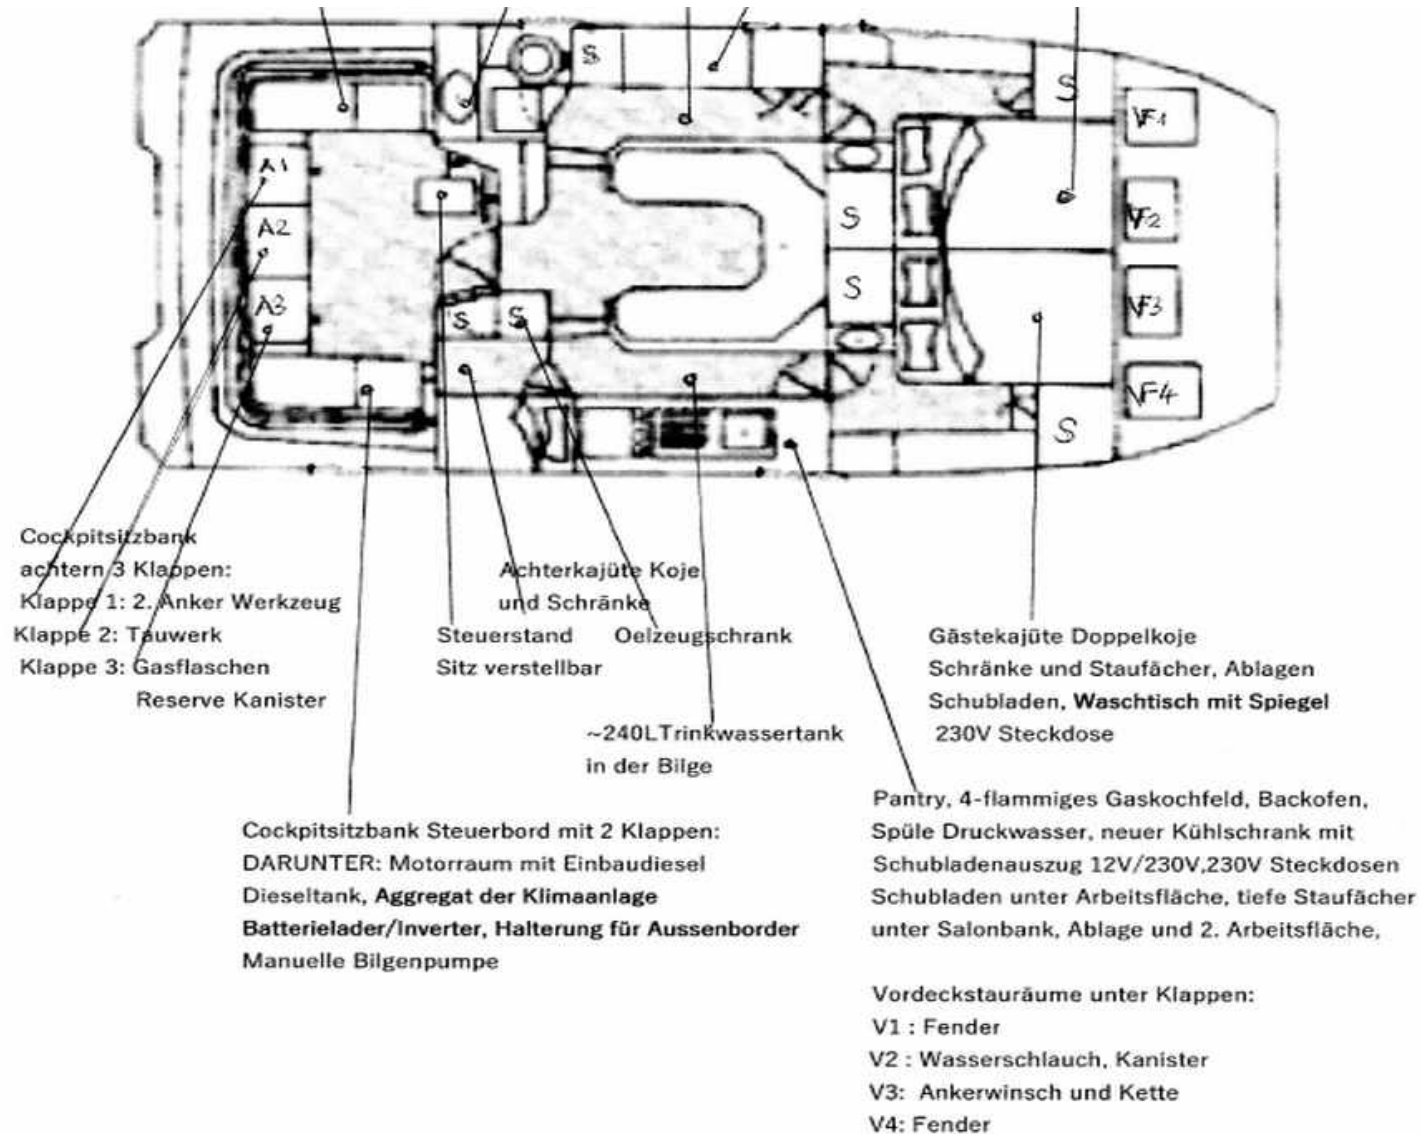 S
S
VF1
A1
VF2
S
A2
S
A3
VF3
S
S
VF4
S
Cockpitsitzbank
achtern 3 Klappen:
Klappe 1: 2. Anker Werkzeug
Klappe 2: Tauwerk
Klappe 3: Gasflaschen
Reserve Kanister
Achterkajüte Koje
und Schränke
Steuerstand
Sitz verstellbar
Oelzeugschrank
Gästekajüte Doppelkoje
Schränke und Staufächer, Ablagen
Schubladen, Waschtisch mit Spiegel
230V Steckdose
~240LTrinkwassertank
in der Bilge
Cockpitsitzbank Steuerbord mit 2 Klappen:
DARUNTER: Motorraum mit Einbaudiesel
Dieseltank, Aggregat der Klimaanlage
Batterielader/Inverter, Halterung für Aussenborder
Manuelle Bilgenpumpe
Pantry, 4-flammiges Gaskochfeld, Backofen,
Spüle Druckwasser, neuer Kühlschrank mit
Schubladenauszug 12V/230V,230V Steckdosen
Schubladen unter Arbeitsfläche, tiefe Staufächer
unter Salonbank, Ablage und 2. Arbeitsfläche,
Vordeckstauräume unter Klappen:
V1 : Fender
V2 : Wasserschlauch, Kanister
V3: Ankerwinsch und Kette
V4: Fender